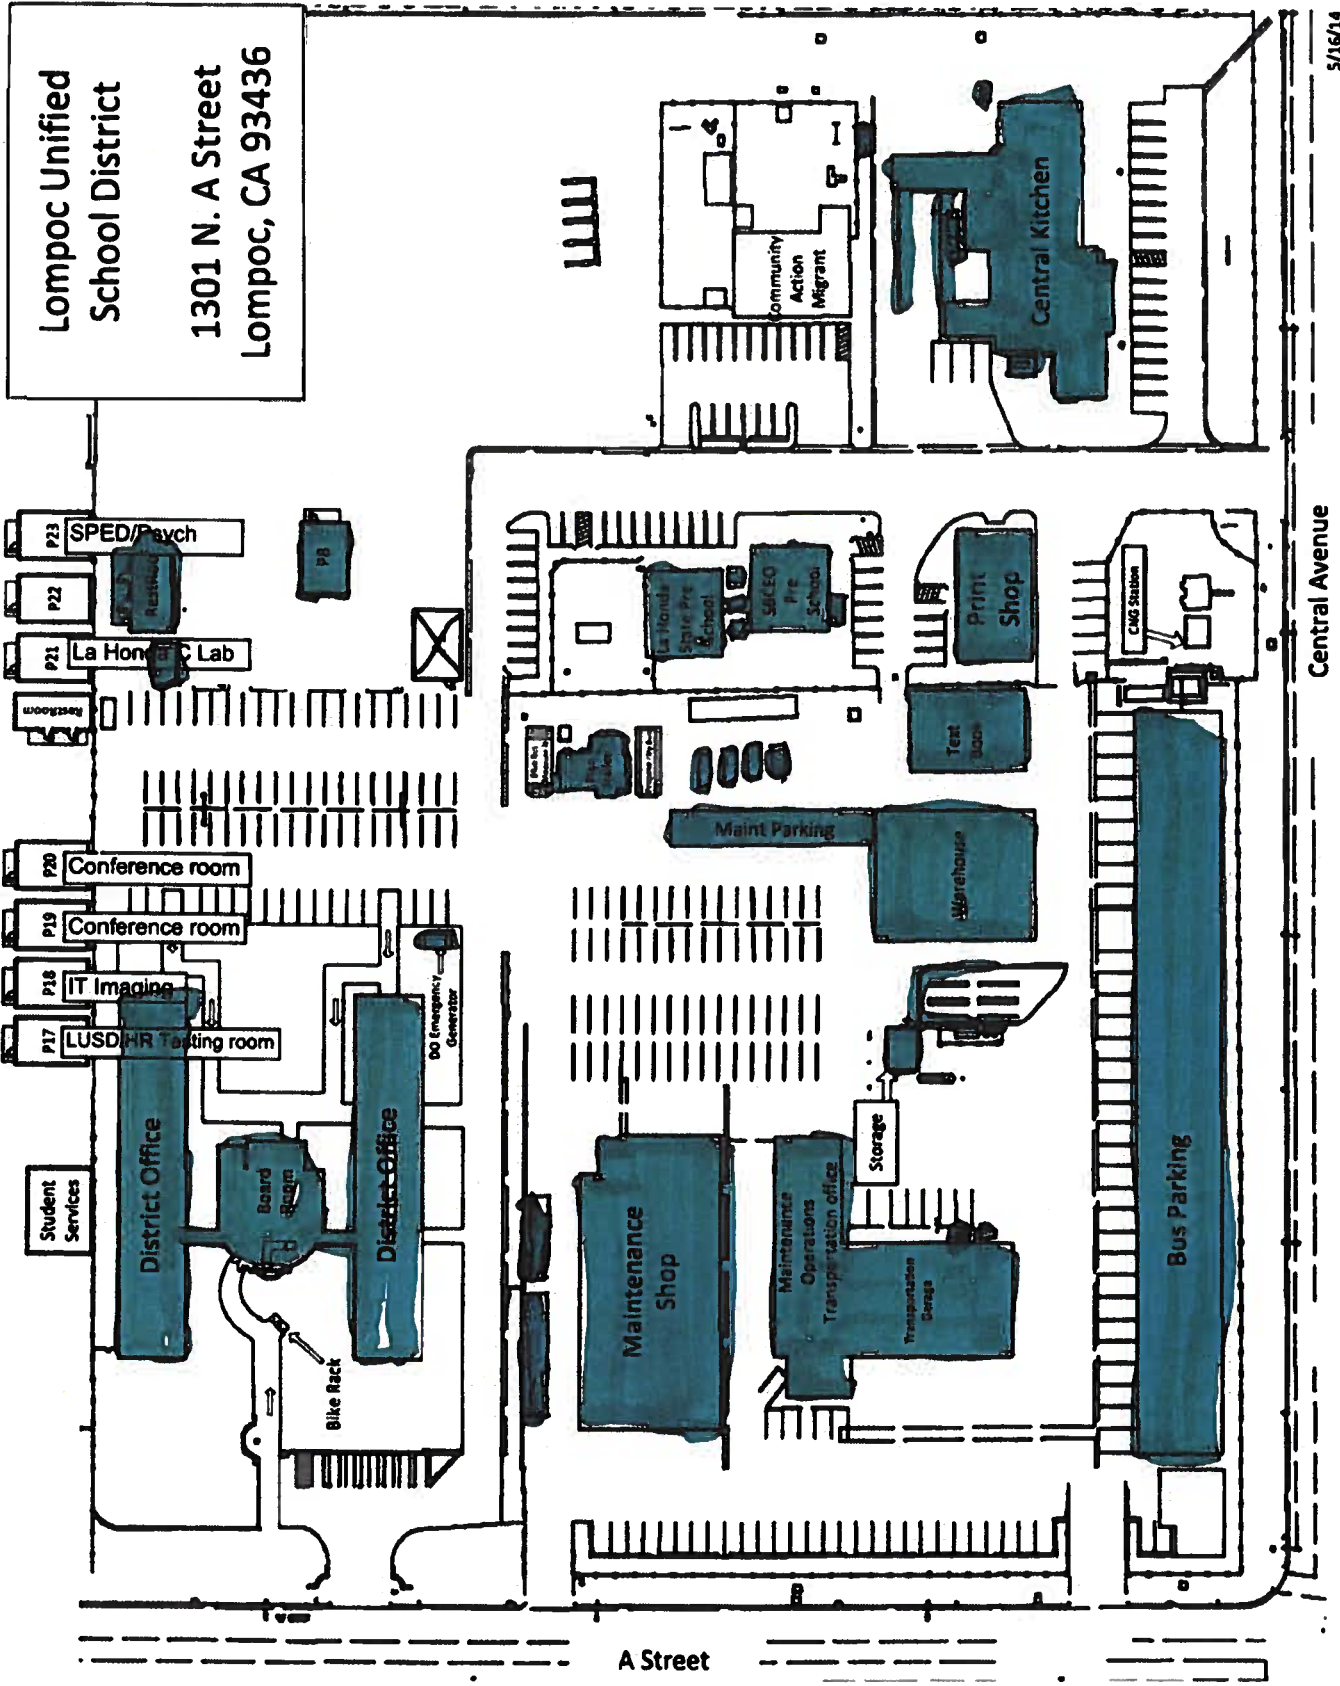 Lompoc Unified
School District
1301 N. A Street
Lompoc, CA 93436
5/16/14
P23
SPED/Psych
P22
P21
La Honda PC Lab
RestRoom
P8
P20
Conference room
P19
Conference room
P18
IT Imaging
P17
LUSD/HR Testing room
Student
Services
District Office
Board
Room
District Office
DO Emergency
Generator
Bike Rack
Community
Action
Migrant
Central Kitchen
La Honda
State Pre
School
Pre
School
Print
Shop
CNG Station
Text
Maint Parking
Warehouse
Storage
Maintenance
Shop
Maintenance
Operations
Transportation office
Transportation
Garage
Bus Parking
Central Avenue
A Street